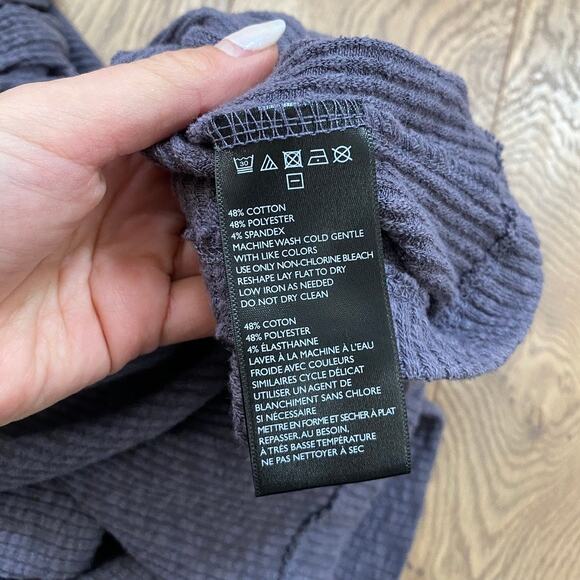 30
48% COTTON
48% POLYESTER
4% SPANDEX
MACHINE WASH COLD GENTLE
WITH LIKE COLORS
USE ONLY NON-CHLORINE BLEACH
RESHAPE LAY FLAT TO DRY
LOW IRON AS NEEDED
DO NOT DRY CLEAN
48% COTON
48% POLYESTER
4% ÉLASTHANNE
LAVER À LA MACHINE À L'EAU
FROIDE AVEC COULEURS
SIMILAIRES CYCLE DÉLICAT
UTILISER UN AGENT DE
BLANCHIMENT SANS CHLORE
SI NÉCESSAIRE
METTRE EN FORME ET SÉCHER À PLAT
REPASSER, AU BESOIN,
À TRÈS BASSE TEMPÉRATURE
NE PAS NETTOYER À SEC